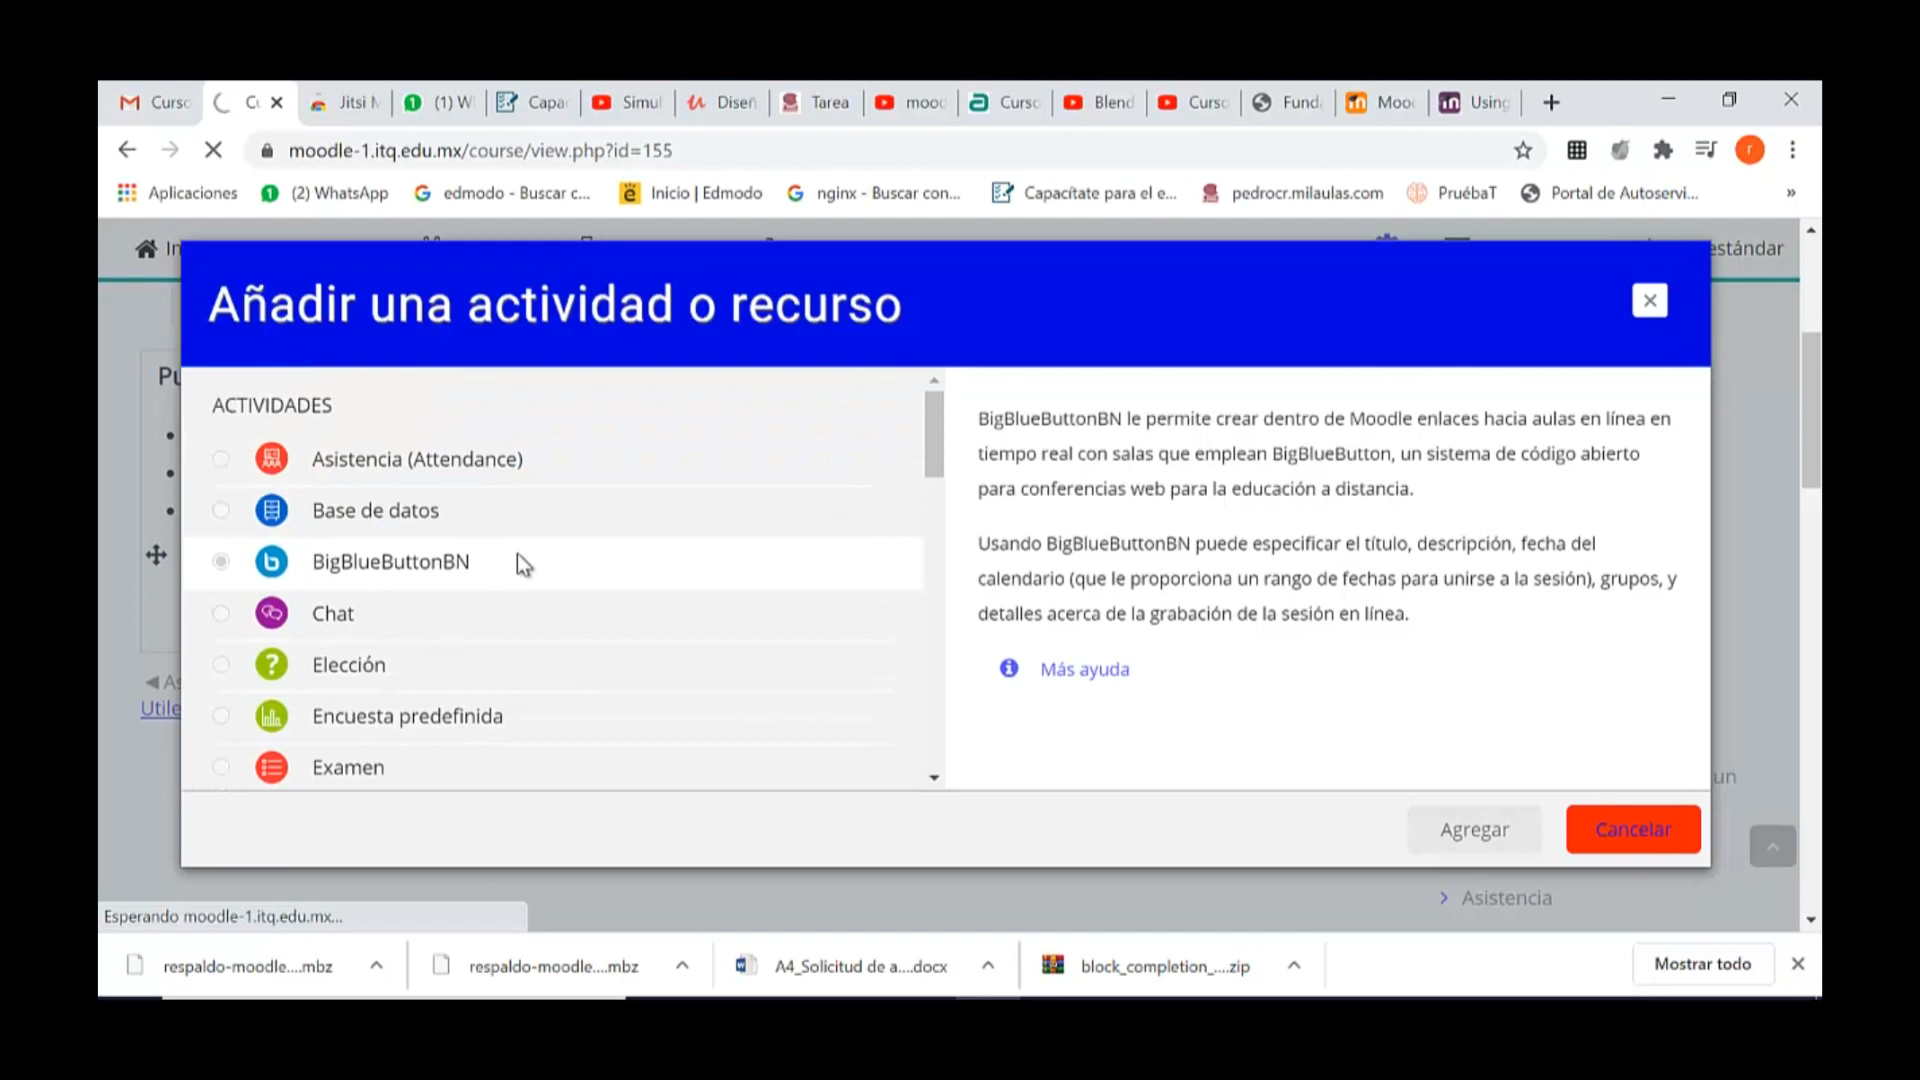 Curso
Jitsi M
(1) W
Capa
Simul
Diseñ
Tarea
mood
Curso
Blend
Curso
Fund
Mood
Using
moodle-1.itq.edu.mx/course/view.php?id=155
r
Aplicaciones
(2) WhatsApp
edmodo - Buscar c...
Inicio | Edmodo
nginx - Buscar con...
Capacítate para el e...
pedrocr.milaulas.com
PruébaT
Portal de Autoservi...
»
In
estándar
Añadir una actividad o recurso
Pu
ACTIVIDADES
Asistencia (Attendance)
Base de datos
BigBlueButtonBN
Chat
Elección
Encuesta predefinida
Examen
BigBlueButtonBN le permite crear dentro de Moodle enlaces hacia aulas en línea en
tiempo real con salas que emplean BigBlueButton, un sistema de código abierto
para conferencias web para la educación a distancia.
Usando BigBlueButtonBN puede especificar el título, descripción, fecha del
calendario (que le proporciona un rango de fechas para unirse a la sesión), grupos, y
detalles acerca de la grabación de la sesión en línea.
Más ayuda
◀ As
Utile
un
Agregar
Cancelar
Asistencia
Esperando moodle-1.itq.edu.mx...
respaldo-moodle....mbz
respaldo-moodle....mbz
A4_Solicitud de a....docx
block_completion_....zip
Mostrar todo